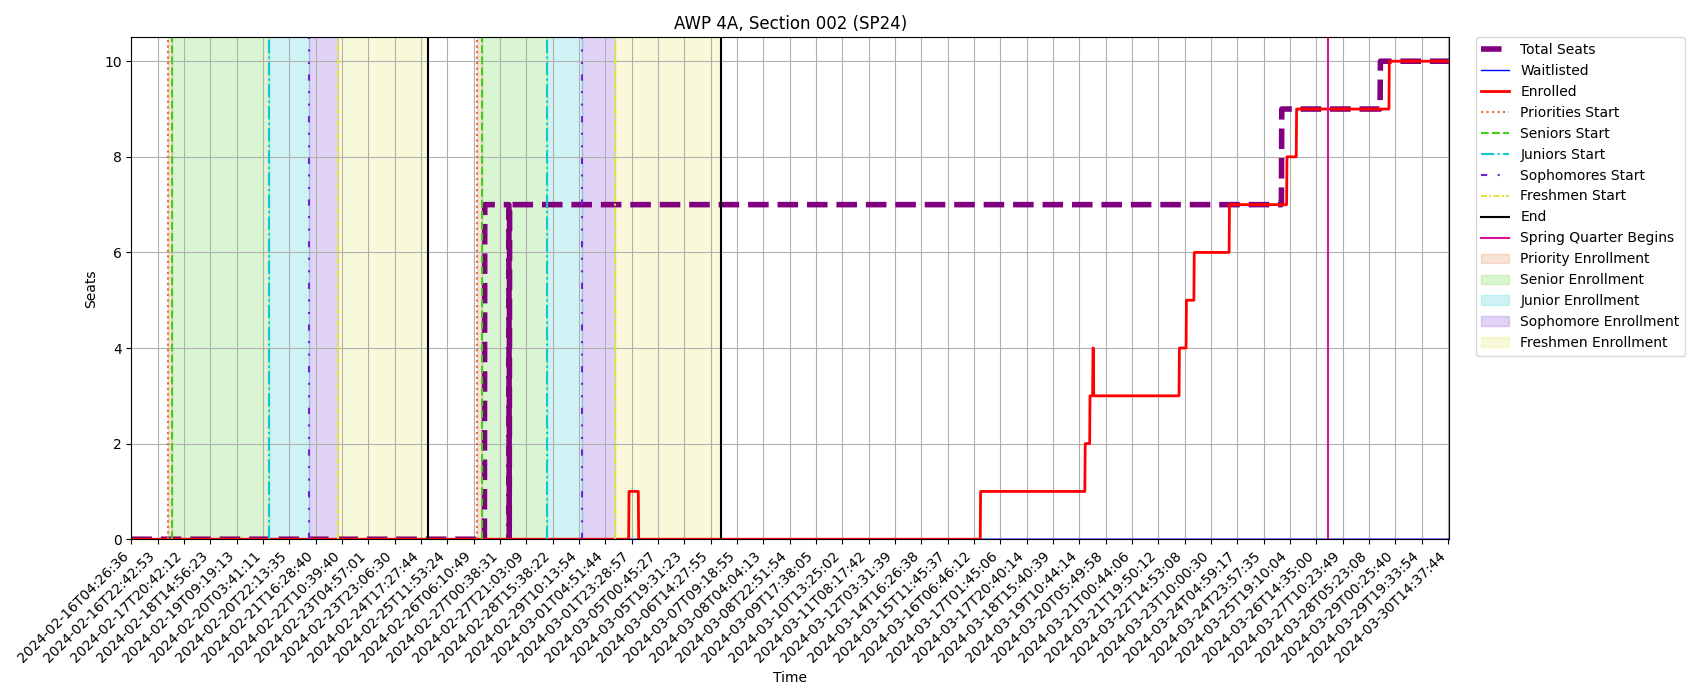 AWP 4A, Section 002 (SP24)
Total Seats
Waitlisted
Enrolled
Priorities Start
Seniors Start
Juniors Start
Sophomores Start
Freshmen Start
End
Spring Quarter Begins
Priority Enrollment
Senior Enrollment
Junior Enrollment
Sophomore Enrollment
Freshmen Enrollment
Seats
10
8
6
4
2
0
2024-02-16T04:26:36
2024-02-16T22:42:53
2024-02-17T20:42:12
2024-02-18T14:56:23
2024-02-19T09:19:13
2024-02-20T03:41:11
2024-02-20T22:13:35
2024-02-21T16:28:40
2024-02-22T10:39:40
2024-02-23T04:57:01
2024-02-23T23:06:30
2024-02-24T17:27:44
2024-02-25T11:53:24
2024-02-26T06:10:49
2024-02-27T00:38:31
2024-02-27T21:03:09
2024-02-28T15:38:22
2024-02-29T10:13:54
2024-03-01T04:51:44
2024-03-01T23:28:57
2024-03-05T00:45:27
2024-03-05T19:31:23
2024-03-06T14:27:55
2024-03-07T09:18:55
2024-03-08T04:04:13
2024-03-08T22:51:54
2024-03-09T17:38:05
2024-03-10T13:25:02
2024-03-11T08:17:42
2024-03-12T03:31:39
2024-03-14T16:26:38
2024-03-15T11:45:37
2024-03-16T06:46:12
2024-03-17T01:45:06
2024-03-17T20:40:14
2024-03-18T15:40:39
2024-03-19T10:44:14
2024-03-20T05:49:58
2024-03-21T00:44:06
2024-03-21T19:50:12
2024-03-22T14:53:08
2024-03-23T10:00:30
2024-03-24T04:59:17
2024-03-24T23:57:35
2024-03-25T19:10:04
2024-03-26T14:35:00
2024-03-27T10:23:49
2024-03-28T05:23:08
2024-03-29T00:25:40
2024-03-29T19:33:54
2024-03-30T14:37:44
Time